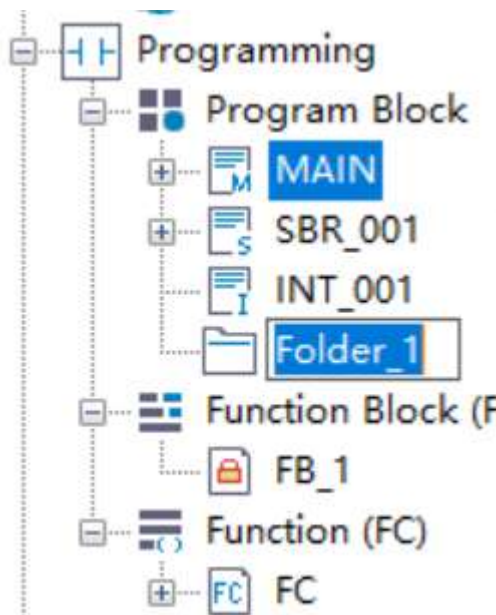 Programming
Program Block
MAIN
SBR_001
INT_001
Folder_1
Function Block (F
FB_1
Function (FC)
FC